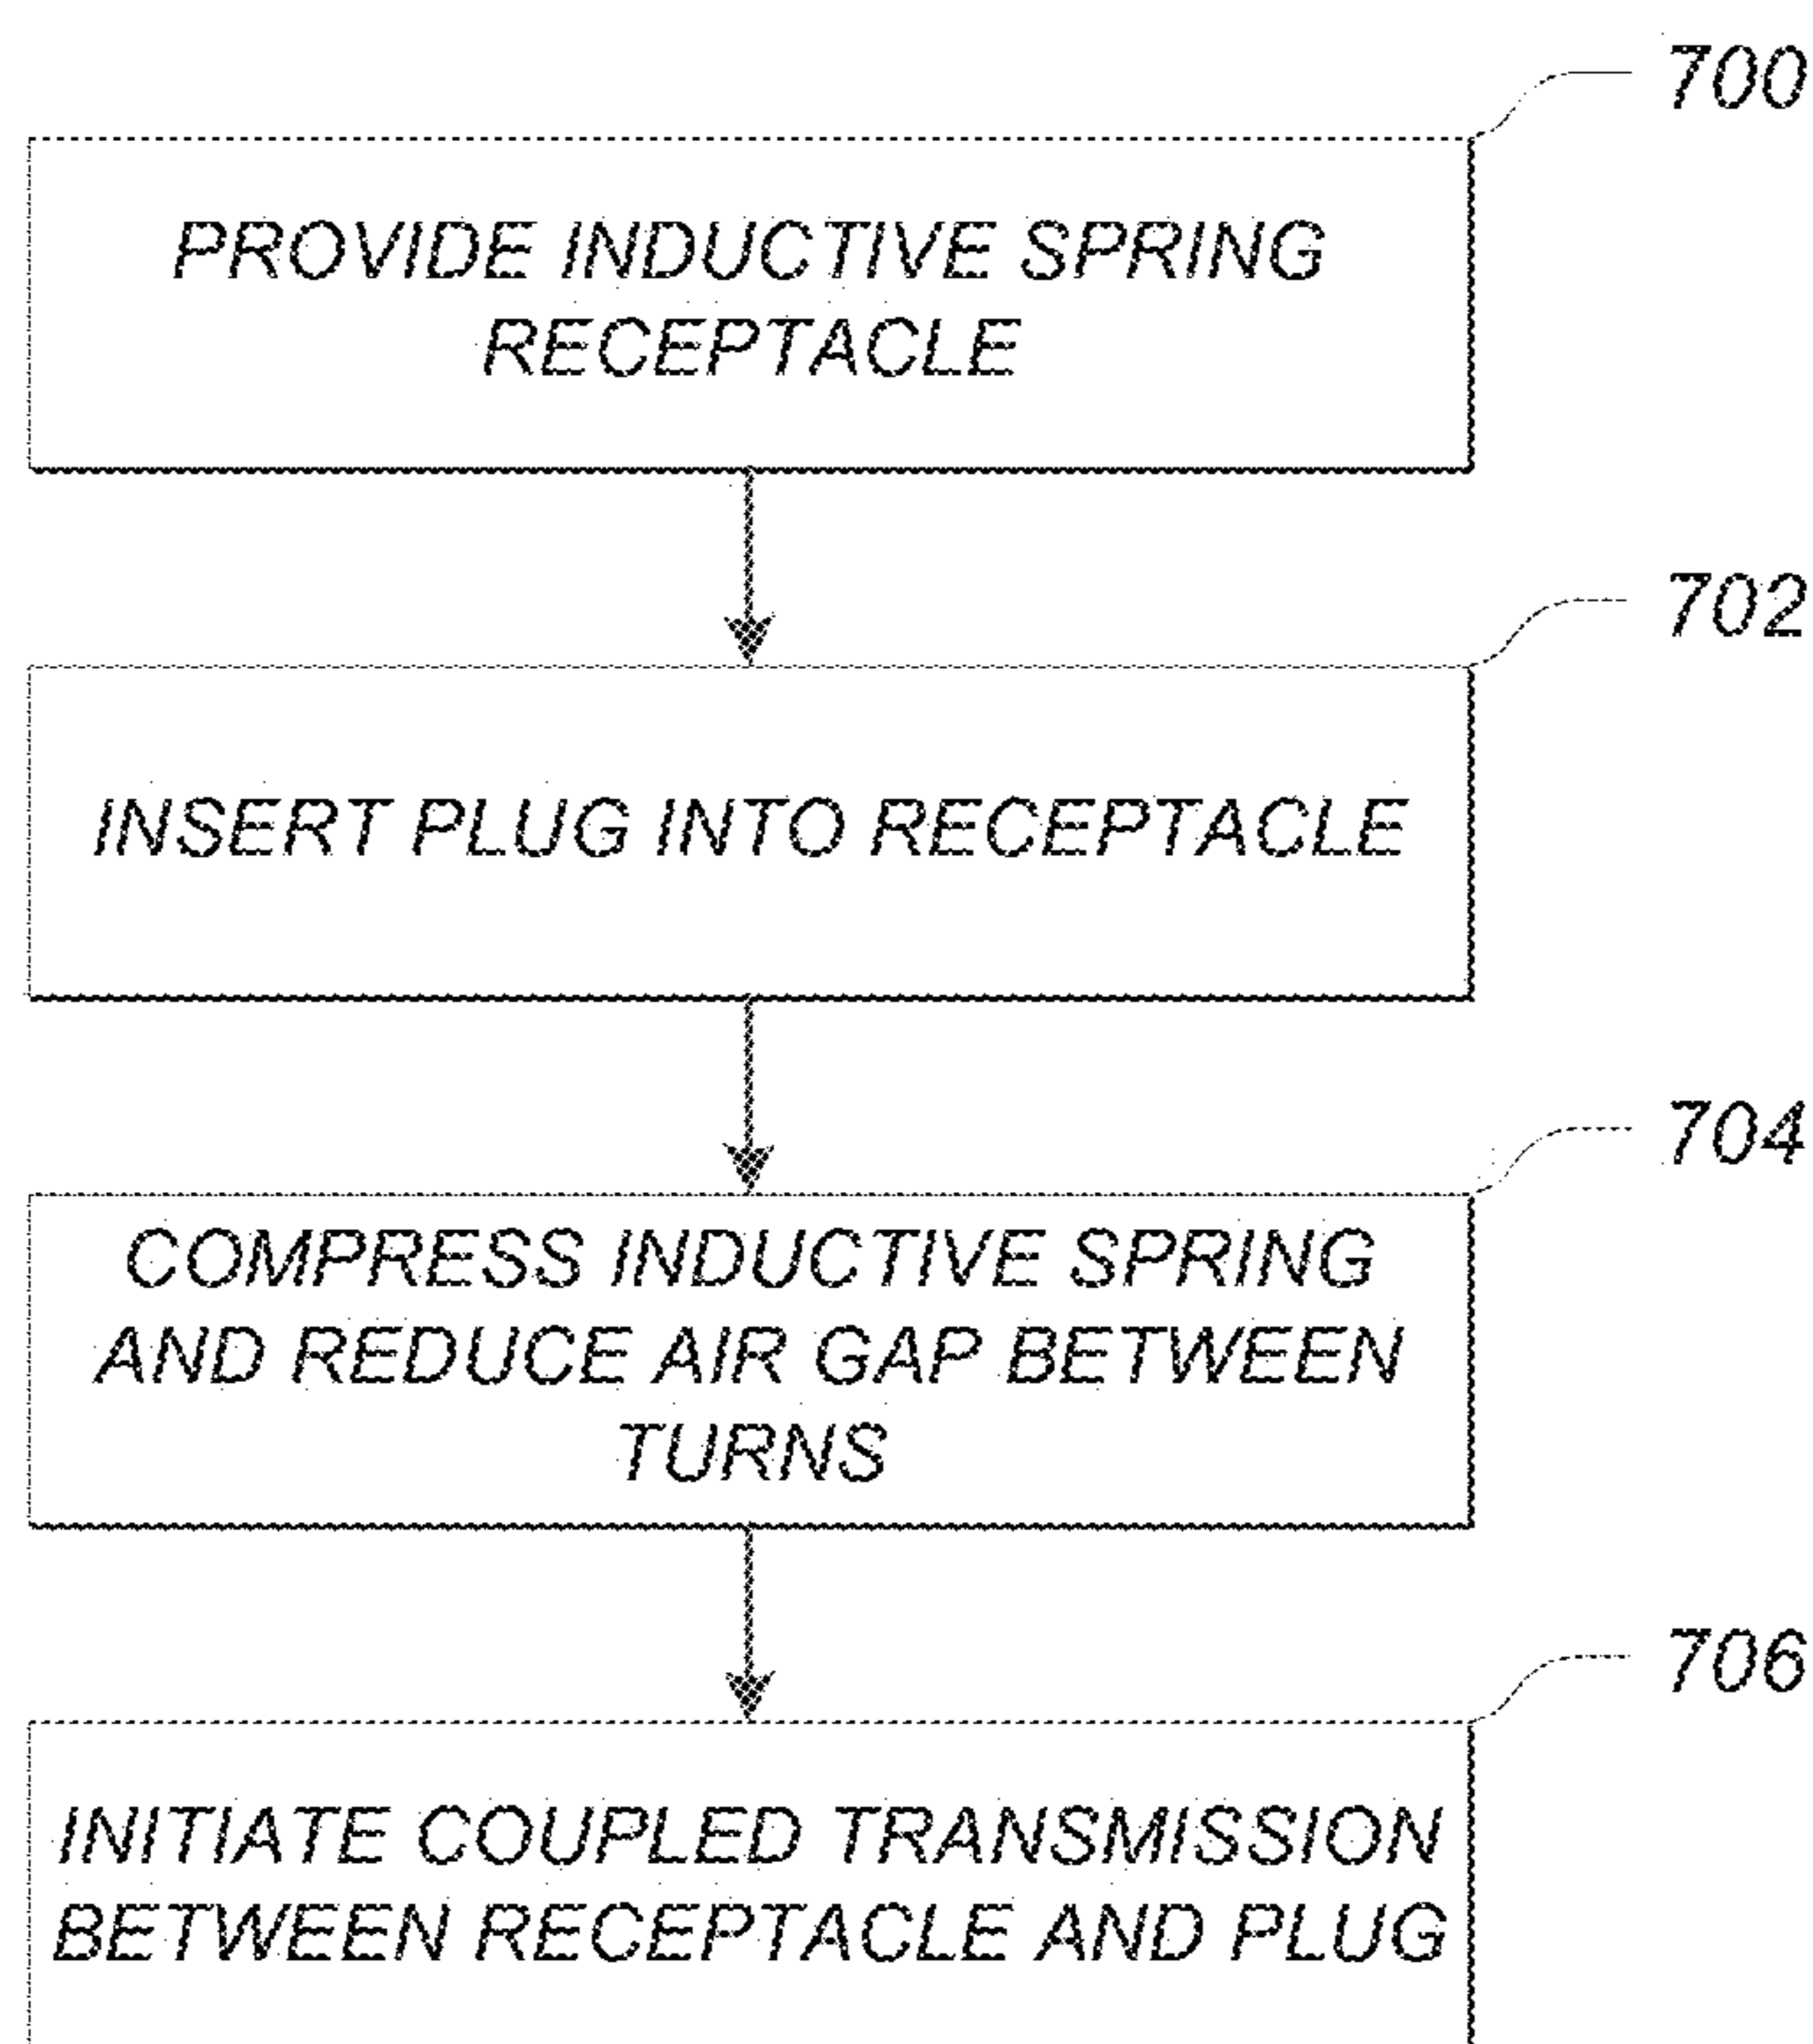 700
PROVIDE INDUCTIVE SPRING
RECEPTACLE
702
INSERT PLUG INTO RECEPTACLE
704
COMPRESS INDUCTIVE SPRING
AND REDUCE AIR GAP BETWEEN
TURNS
706
INITIATE COUPLED TRANSMISSION
BETWEEN RECEPTACLE AND PLUG